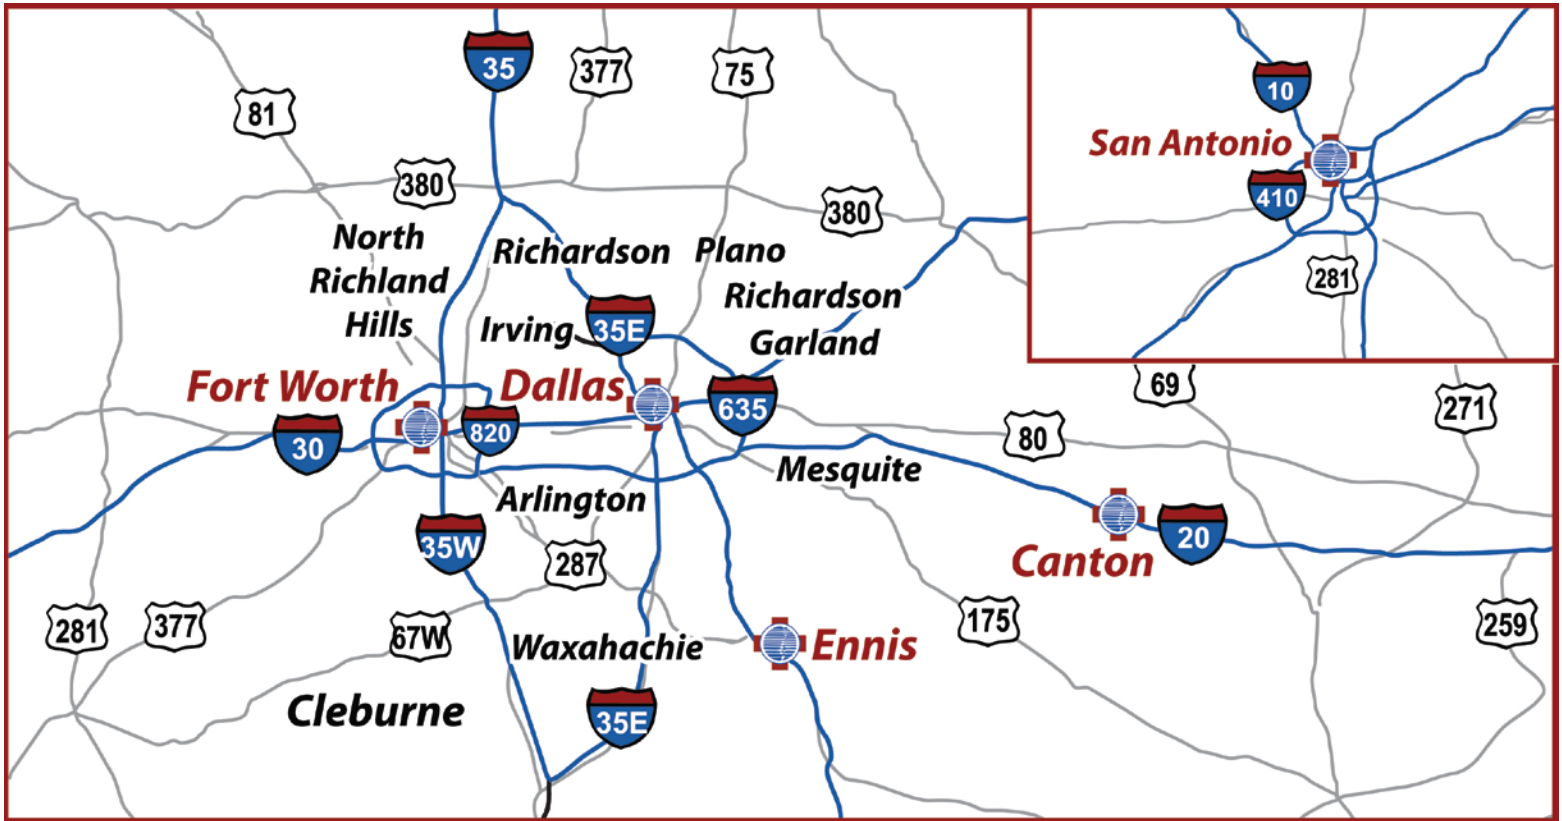 35
377
75
10
81
San Antonio
380
410
380
North
Richland
Hills
Richardson
Plano
281
Richardson
Irving
35E
Garland
Fort Worth
Dallas
69
635
271
30
820
80
Mesquite
Arlington
35W
20
Canton
287
281
377
67W
175
259
Waxahachie
Ennis
Cleburne
35E